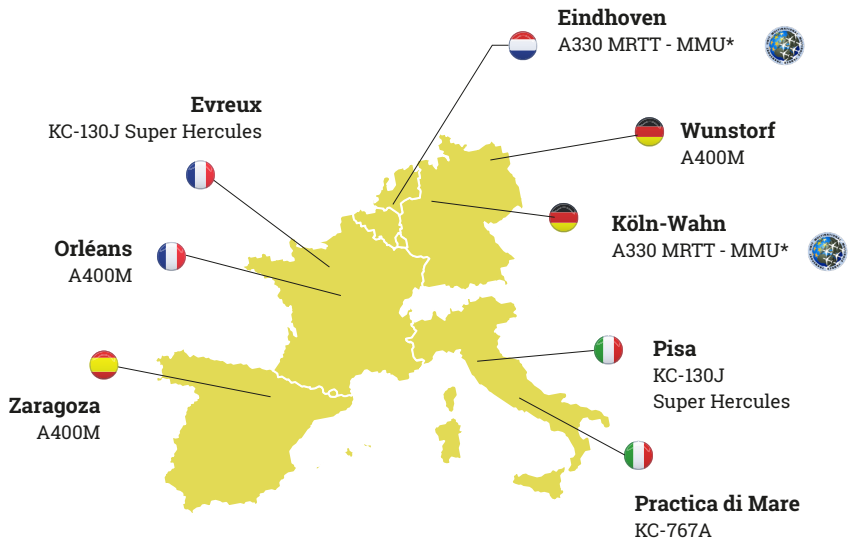 Eindhoven
A330 MRTT - MMU*
Evreux
KC-130J Super Hercules
Wunstorf
A400M
Köln-Wahn
A330 MRTT - MMU*
Orléans
A400M
Pisa
KC-130J
Super Hercules
Zaragoza
A400M
Practica di Mare
KC-767A